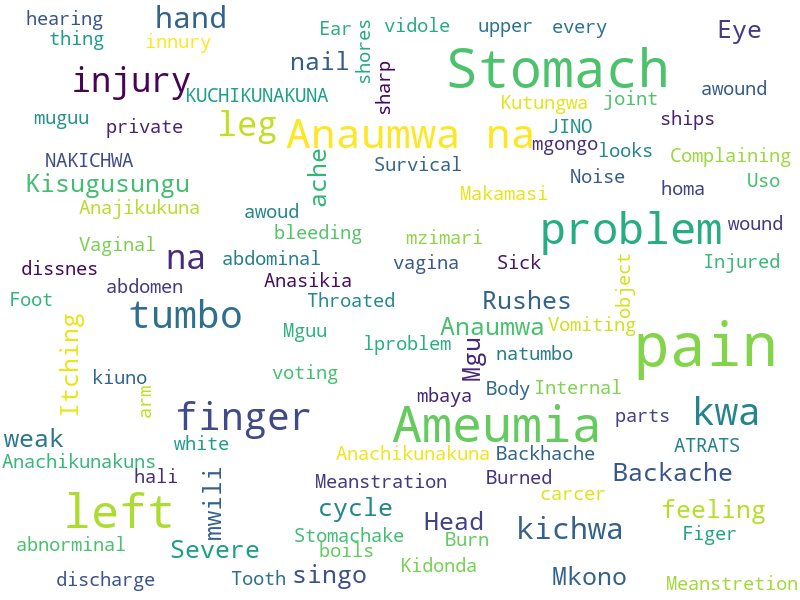 hearing
thing
hand
innury
Ear
shores
vidole
upper
every
Eye
injury
nail
KUCHIKUNAKUNA
sharp
Stomach
awound
Kutungwa
joint
muguu
private
leg
Anaumwa na
JINO
ships
mgongo
looks
Complaining
NAKICHWA
Kisugusungu
ache
Survical
Noise
homa
Uso
Makamasi
Anajikukuna
awoud
bleeding
mzimari
problem
wound
Vaginal
na
abdominal
vagina
Sick
Injured
dissnes
abdomen
Anasikia
object
Foot
tumbo
Throated
Rushes
Itching
Mguu
lproblem
Anaumwa
Vomiting
Mgu
natumbo
pain
kiuno
arm
voting
mbaya
Body
Internal
finger
Ameumia
parts
kwa
weak
white
Anachikunakuna
Backhache
ATRATS
Anachikunakuns
hali
mwili
Meanstration
Burned
carcer
Backache
left
cycle
Head
kichwa
feeling
abnorminal
Severe
Stomachake
boils
Burn
Figer
discharge
Tooth
singo
Kidonda
Mkono
Meanstretion